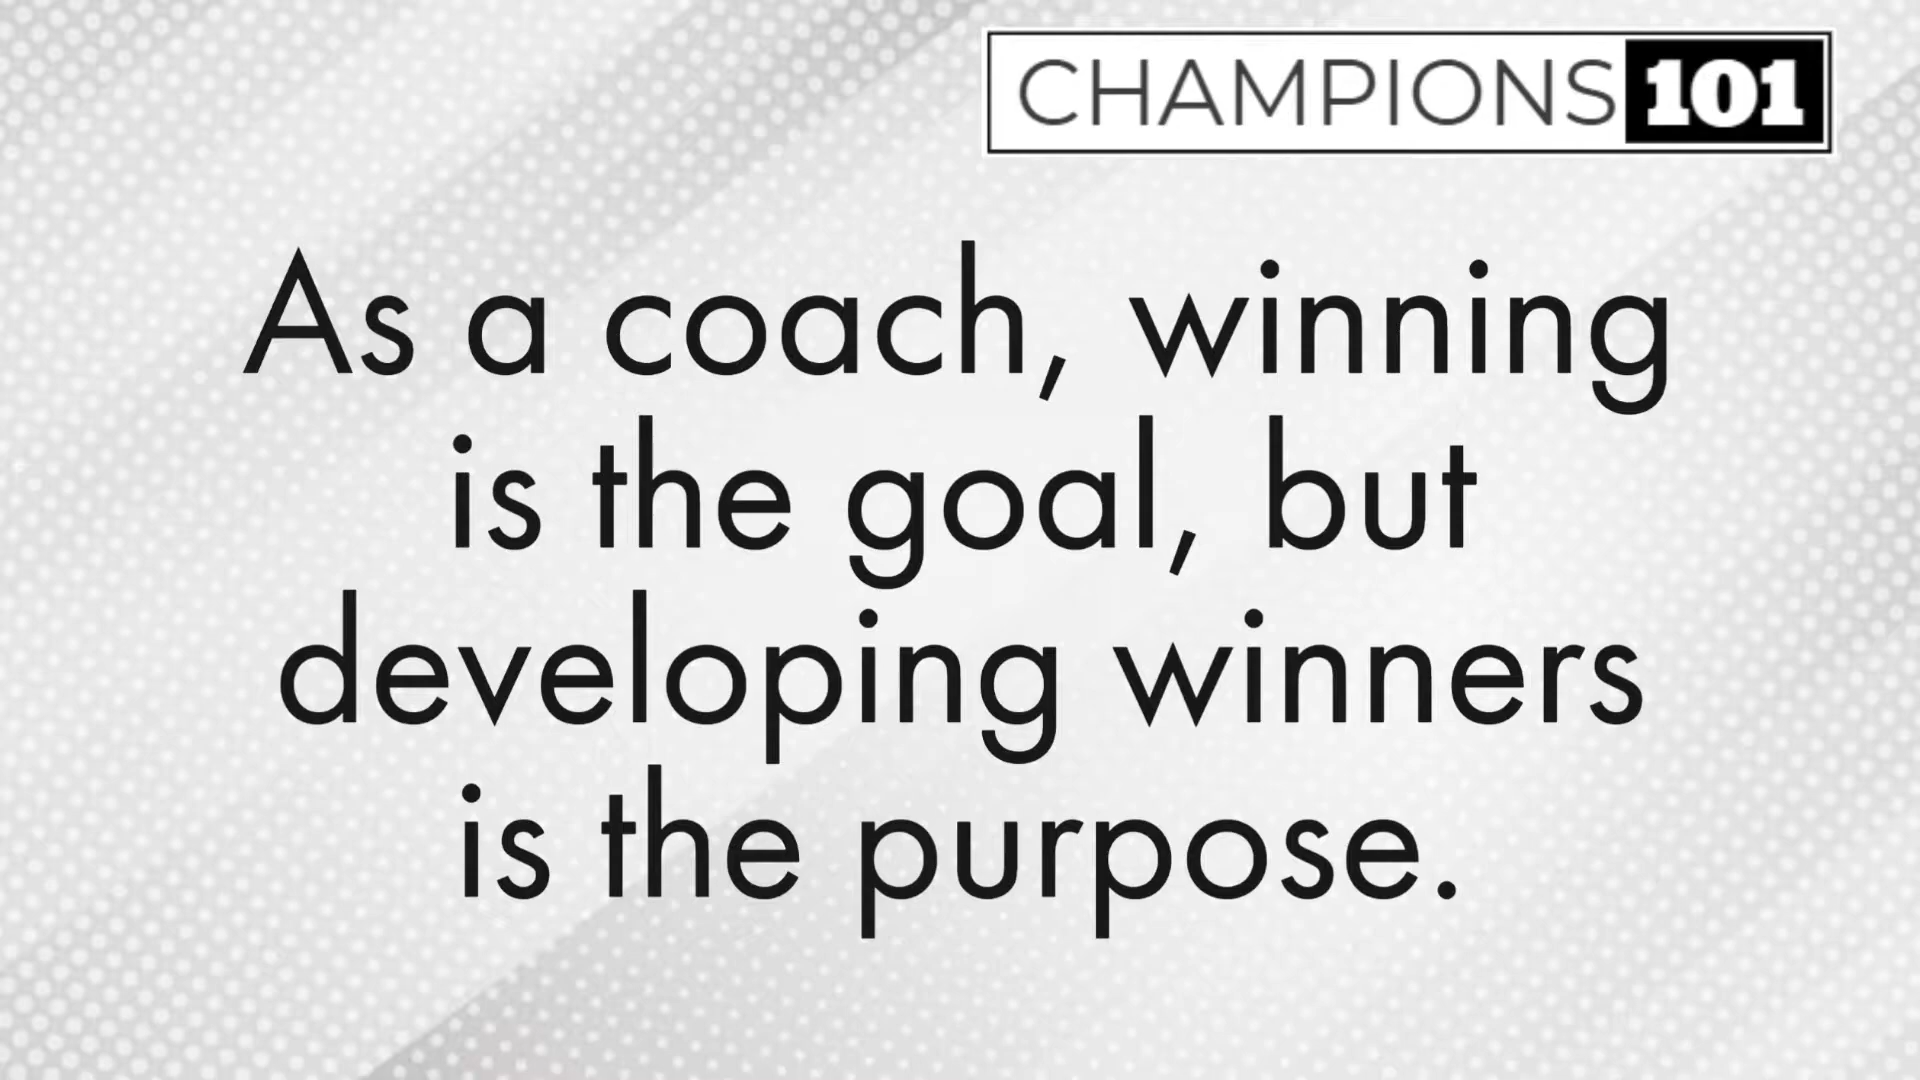 CHAMPIONS 101
As a coach, winning
is the goal, but
developing winners
is the purpose.